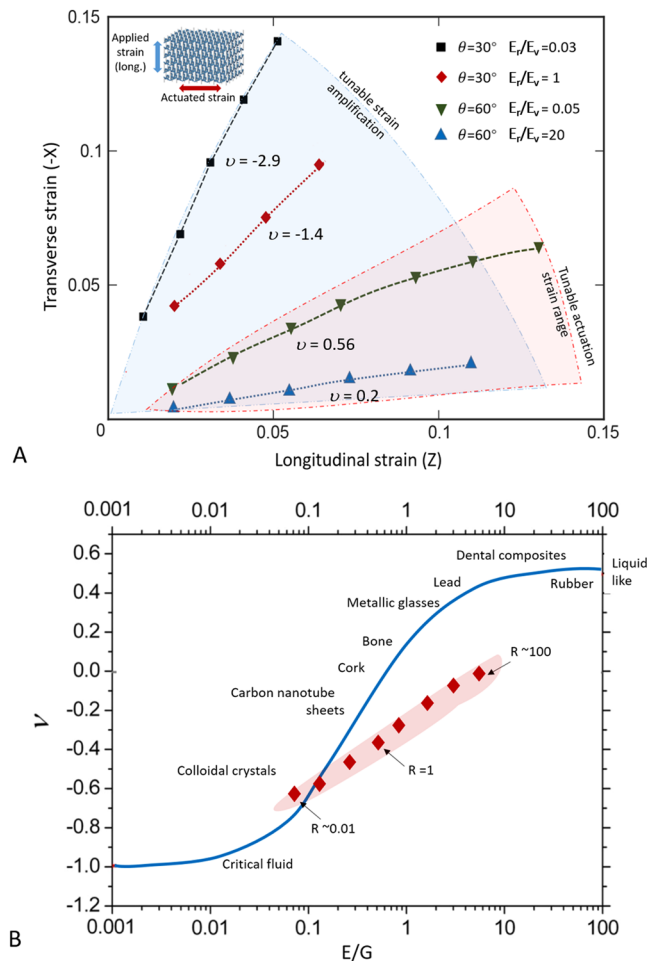 0.15
0.1
0.05
Transverse strain (-X)
Applied
strain
(long.)
Actuated strain
tunable strain
amplification
θ=30° Eᵣ/Eᵥ=0.03
θ=30° Eᵣ/Eᵥ= 1
θ=60° Eᵣ/Eᵥ= 0.05
θ=60° Eᵣ/Eᵥ=20
υ = -2.9
υ = -1.4
υ = 0.56
υ = 0.2
Tunable actuation
strain range
0.05
0.1
0.15
Longitudinal strain (Z)
A
0.001 0.01 0.1 1 10 100
0.6
0.4
0.2
0.0
-0.2
-0.4
-0.6
-0.8
-1.0
-1.2
ν
Dental composites
Liquid
like
Lead
Rubber
Metallic glasses
Bone
Cork
R ~100
Carbon nanotube
sheets
R =1
Colloidal crystals
R ~0.01
Critical fluid
0.001 0.01 0.1 1 10 100
E/G
B